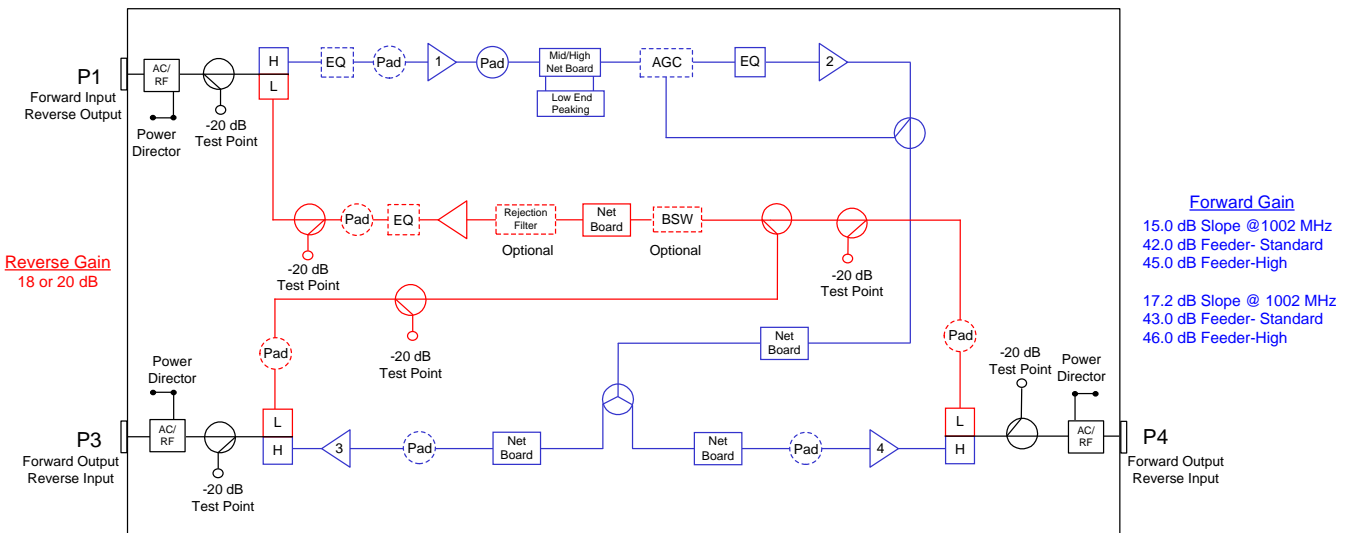 P1
Forward Input
Reverse Output
AC/
RF
Power
Director
-20 dB
Test Point
H
L
EQ
Pad
1
Pad
Mid/High
Net Board
Low End
Peaking
AGC
EQ
2
-20 dB
Test Point
Pad
EQ
Rejection
Filter
Optional
Net
Board
BSW
Optional
-20 dB
Test Point
Reverse Gain
18 or 20 dB
Forward Gain
15.0 dB Slope @1002 MHz
42.0 dB Feeder- Standard
45.0 dB Feeder-High
17.2 dB Slope @ 1002 MHz
43.0 dB Feeder- Standard
46.0 dB Feeder-High
-20 dB
Test Point
Pad
Net
Board
Pad
Power
Director
P3
Forward Output
Reverse Input
AC/
RF
-20 dB
Test Point
L
H
3
Pad
Net
Board
Net
Board
Pad
4
L
H
-20 dB
Test Point
Power
Director
AC/
RF
P4
Forward Output
Reverse Input